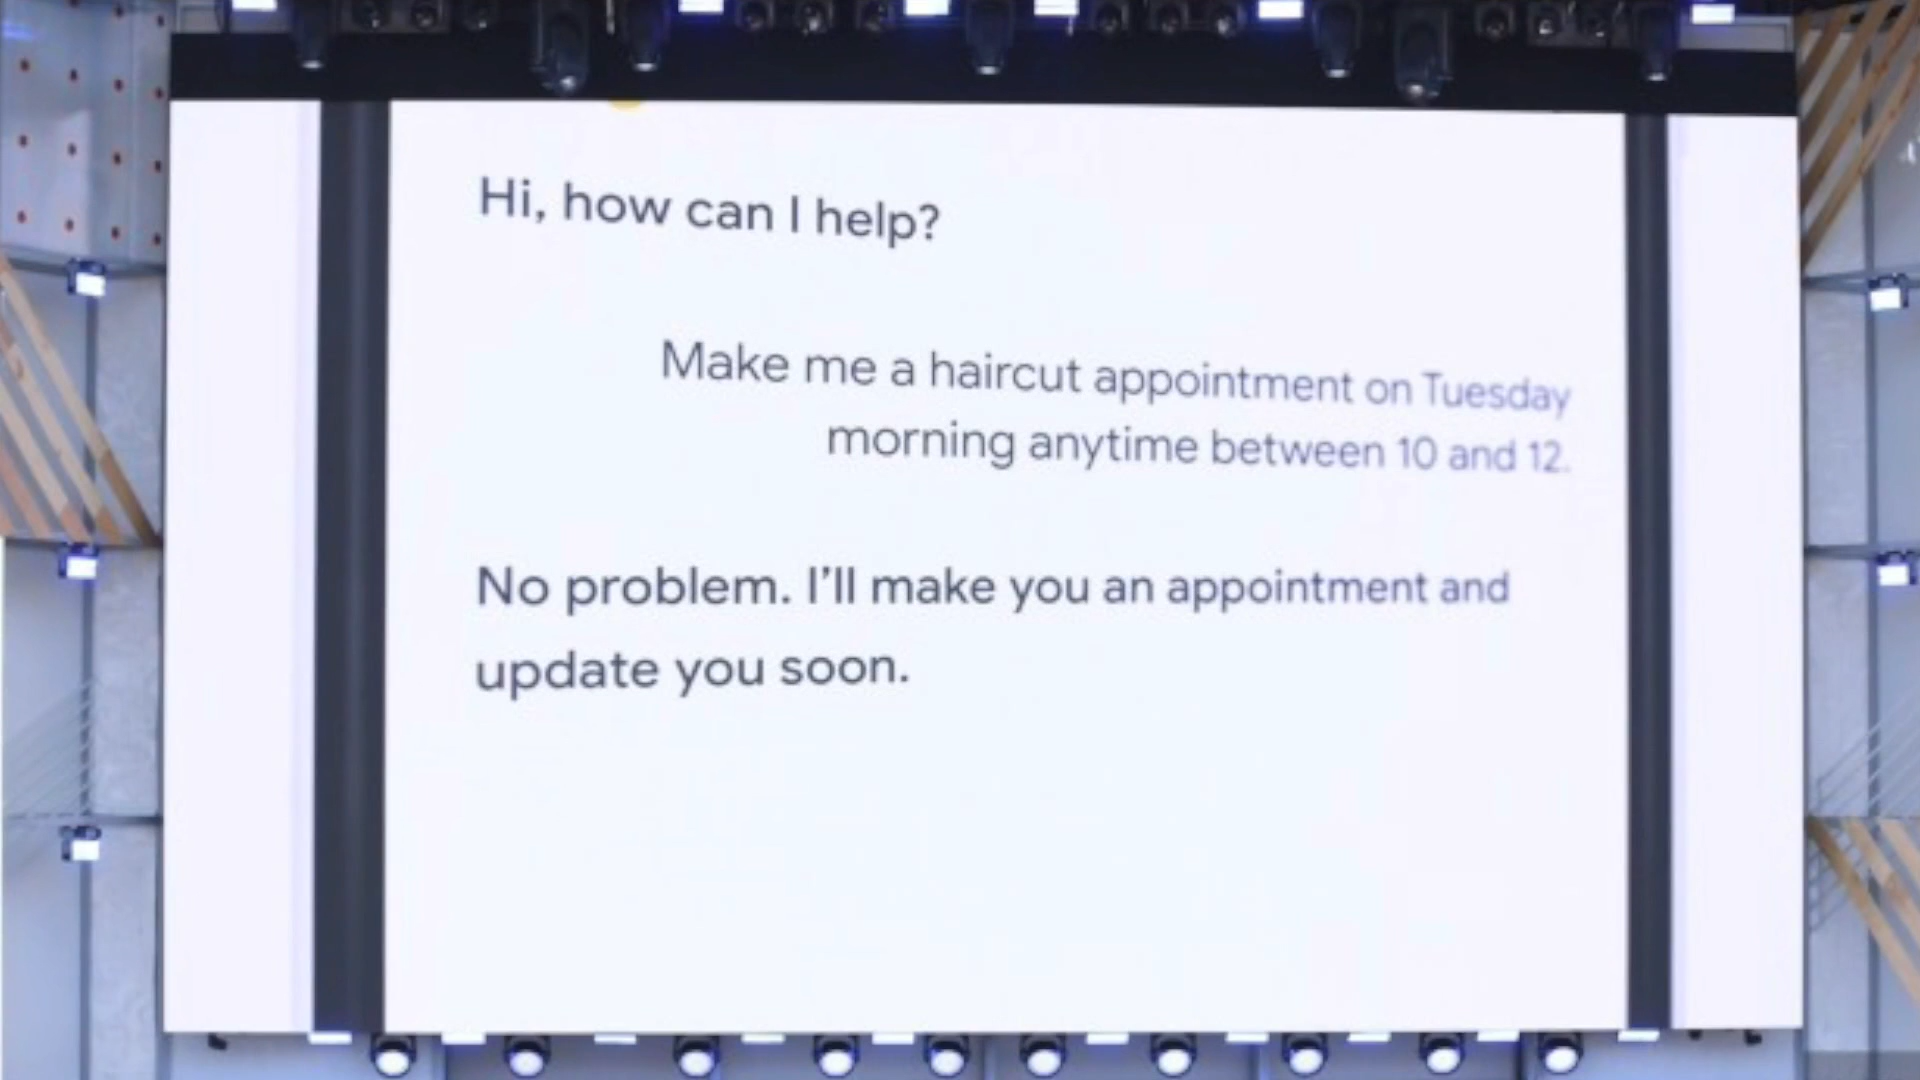 Hi, how can I help?
Make me a haircut appointment on Tuesday
morning anytime between 10 and 12.
No problem. I'll make you an appointment and
update you soon.